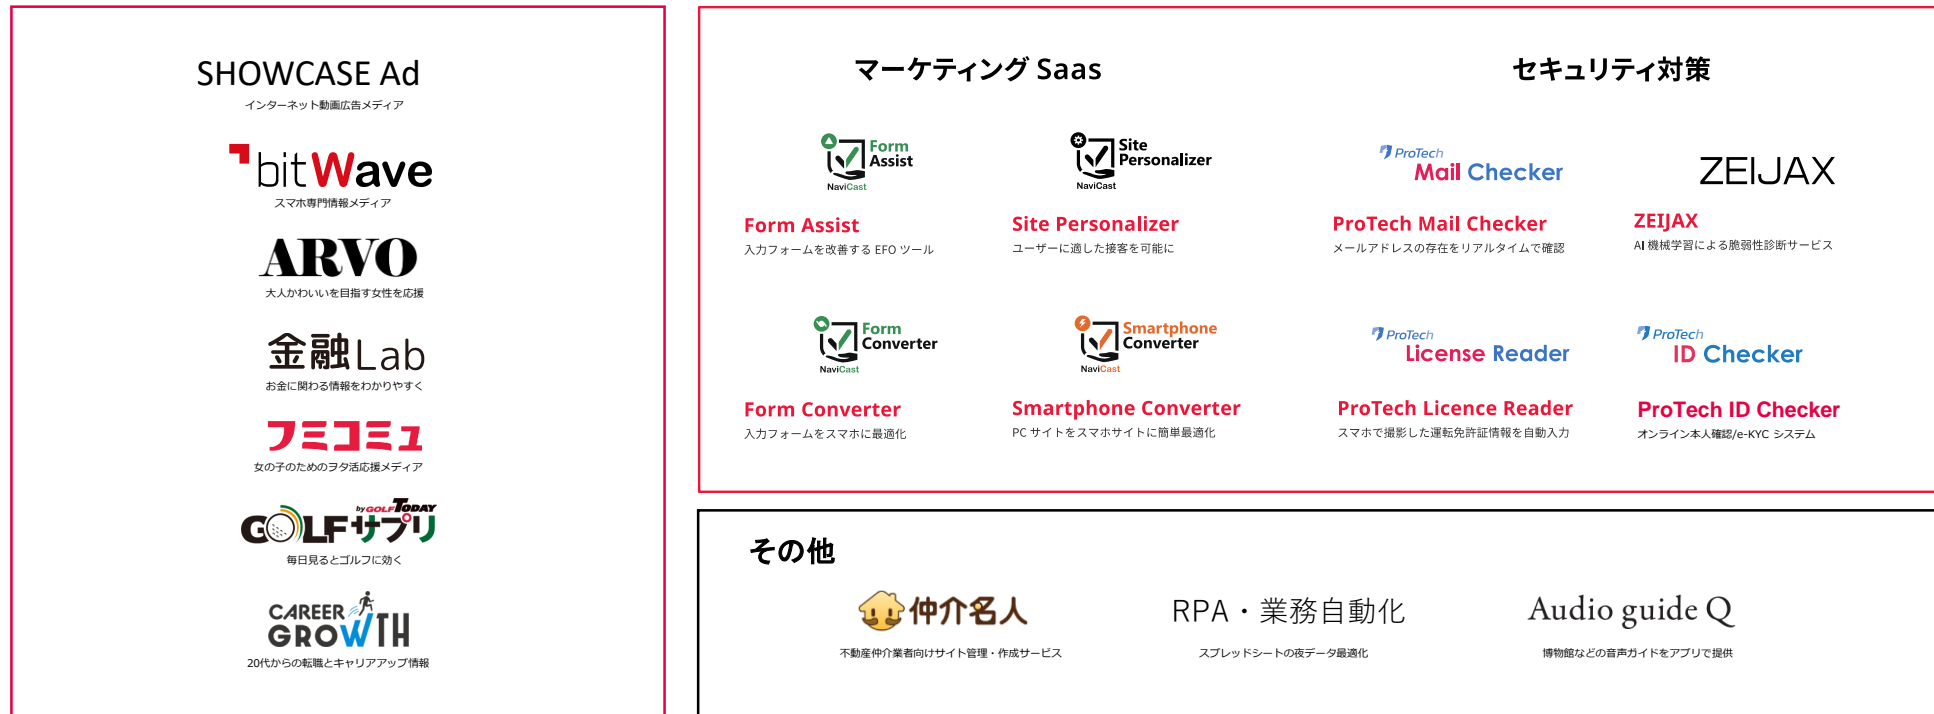 SHOWCASE Ad
インターネット動画広告メディア
bitWave
スマホ専門情報メディア
ARVO
大人かわいいを目指す女性を応援
金融Lab
お金に関わる情報をわかりやすく
フミコミュ
女の子のためのヲタ活応援メディア
by GOLF TODAY
GOLFサプリ
毎日見るとゴルフに効く
CAREER
GROWTH
20代からの転職とキャリアアップ情報
マーケティング Saas
Form
Assist
NaviCast
Form Assist
入力フォームを改善する EFO ツール
Site
Personalizer
NaviCast
Site Personalizer
ユーザーに適した接客を可能に
Form
Converter
NaviCast
Form Converter
入力フォームをスマホに最適化
Smartphone
Converter
NaviCast
Smartphone Converter
PC サイトをスマホサイトに簡単最適化
セキュリティ対策
ProTech
Mail Checker
ProTech Mail Checker
メールアドレスの存在をリアルタイムで確認
ZEIJAX
ZEIJAX
AI 機械学習による脆弱性診断サービス
ProTech
License Reader
ProTech Licence Reader
スマホで撮影した運転免許証情報を自動入力
ProTech
ID Checker
ProTech ID Checker
オンライン本人確認/e-KYC システム
その他
仲介名人
不動産仲介業者向けサイト管理・作成サービス
RPA・業務自動化
スプレッドシートの夜データ最適化
Audio guide Q
博物館などの音声ガイドをアプリで提供